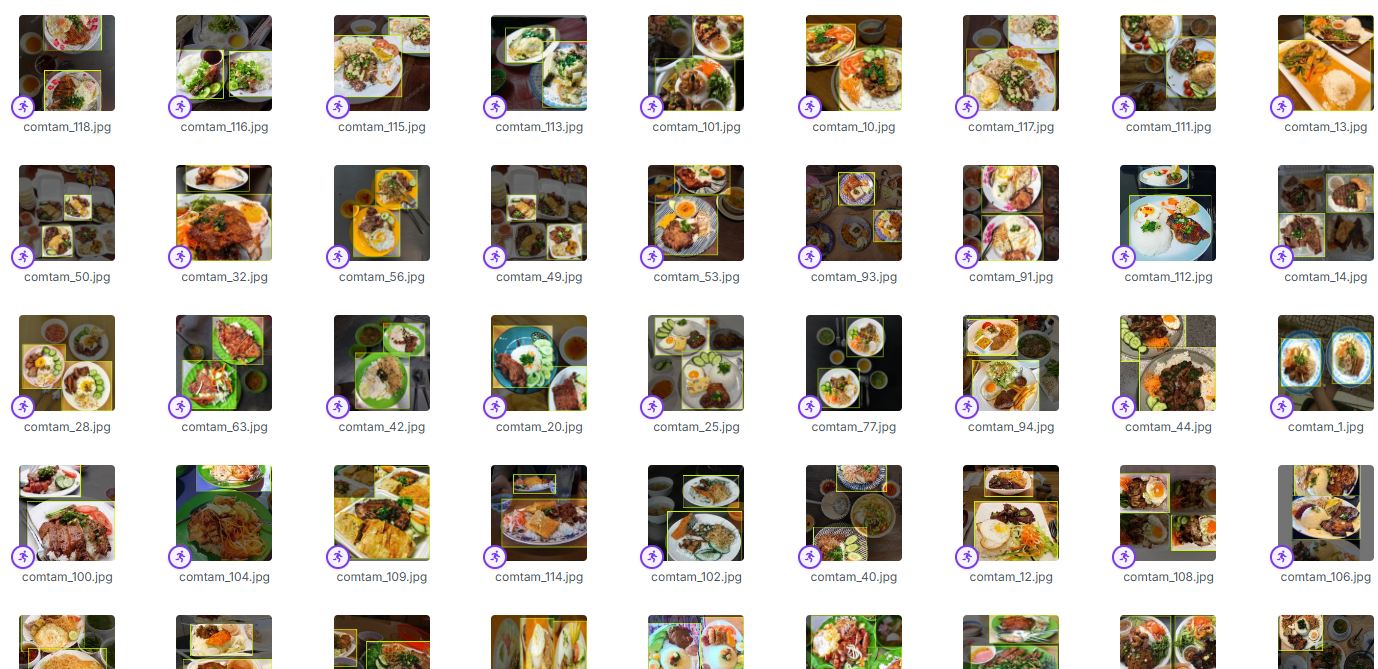 comtam_118.jpg comtam_116.jpg comtam_115.jpg comtam_113.jpg comtam_101.jpg comtam_10.jpg comtam_117.jpg comtam_111.jpg comtam_13.jpg
comtam_50.jpg comtam_32.jpg comtam_56.jpg comtam_49.jpg comtam_53.jpg comtam_93.jpg comtam_91.jpg comtam_112.jpg comtam_14.jpg
comtam_28.jpg comtam_63.jpg comtam_42.jpg comtam_20.jpg comtam_25.jpg comtam_77.jpg comtam_94.jpg comtam_44.jpg comtam_1.jpg
comtam_100.jpg comtam_104.jpg comtam_109.jpg comtam_114.jpg comtam_102.jpg comtam_40.jpg comtam_12.jpg comtam_108.jpg comtam_106.jpg